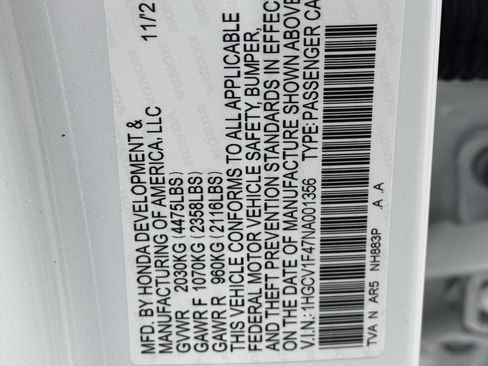 MFD. BY HONDA DEVELOPMENT & 11/2
MANUFACTURING OF AMERICA, LLC
GVWR 2030KG (4475LBS)
GAWR F 1070KG (2358LBS)
GAWR R 960KG (2116LBS)
THIS VEHICLE CONFORMS TO ALL APPLICABLE
FEDERAL MOTOR VEHICLE SAFETY, BUMPER,
AND THEFT PREVENTION STANDARDS IN EFFEC
ON THE DATE OF MANUFACTURE SHOWN ABOVE
V.I.N.: 1HGCV1F47NA001356 TYPE: PASSENGER CA
TVA N AR5 NH883P .A .A